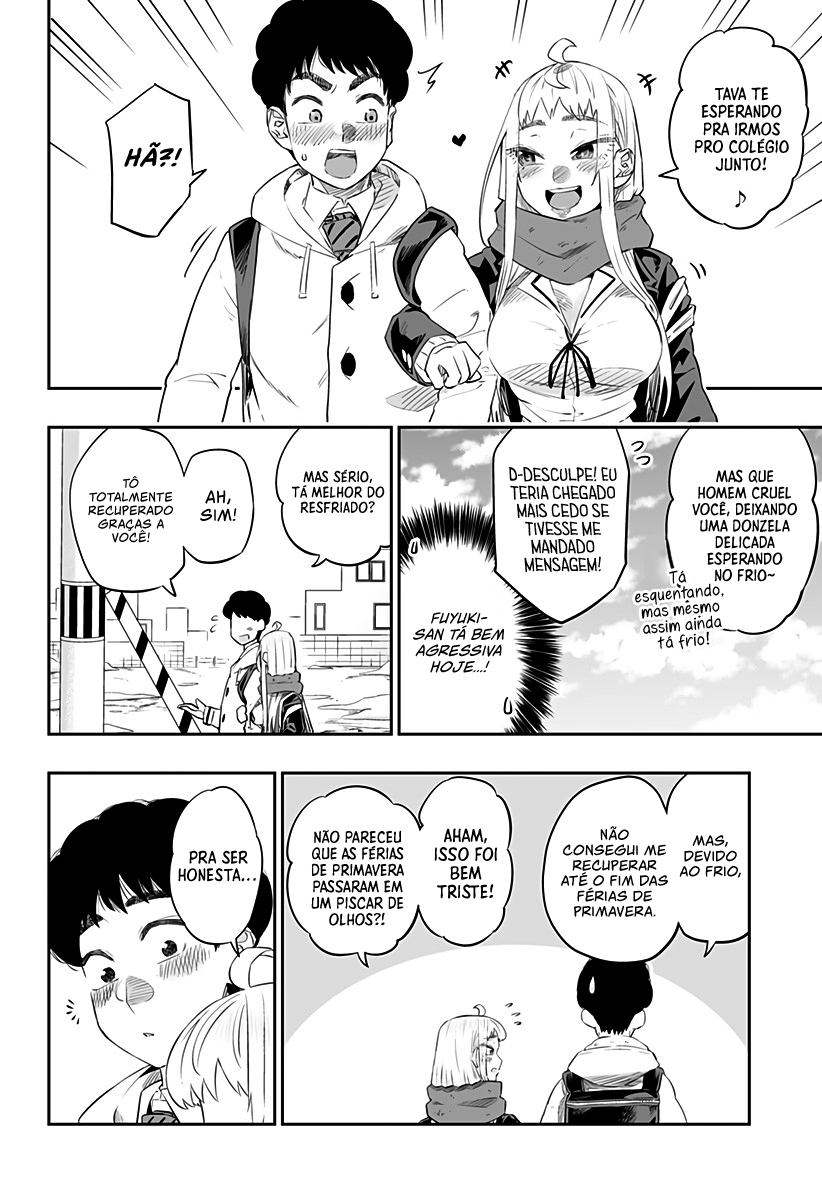 TAVA TE
ESPERANDO
PRA IRMOS
PRO COLÉGIO
JUNTO!
♪
HÃ?!
MAS QUE
HOMEM CRUEL
VOCÊ, DEIXANDO
UMA DONZELA
DELICADA
ESPERANDO
NO FRIO~
Tá
esquentando,
mas mesmo
assim ainda
tá frio!
D-DESCULPE! EU
TERIA CHEGADO
MAIS CEDO SE
TIVESSE ME
MANDADO
MENSAGEM!
FUYUKI-
SAN TÁ BEM
AGRESSIVA
HOJE...!
MAS SÉRIO,
TÁ MELHOR DO
RESFRIADO?
AH,
SIM!
TÔ
TOTALMENTE
RECUPERADO
GRAÇAS A
VOCÊ!
MAS, DEVIDO
AO FRIO,
NÃO
CONSEGUI ME
RECUPERAR
ATÉ O FIM DAS
FÉRIAS DE
PRIMAVERA.
AHAM,
ISSO FOI
BEM
TRISTE!
NÃO PARECEU
QUE AS FÉRIAS
DE PRIMAVERA
PASSARAM EM
UM PISCAR DE
OLHOS?!
PRA SER
HONESTA...